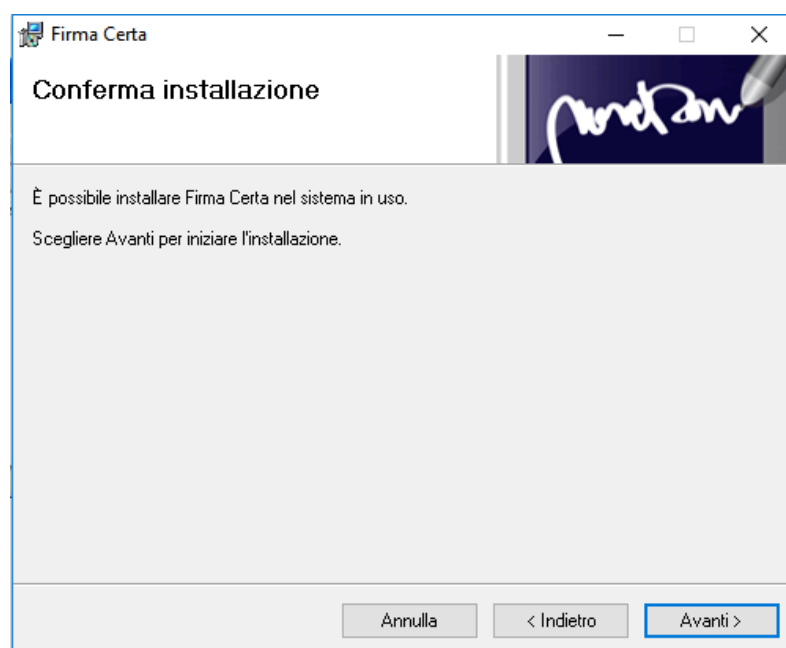 Firma Certa
Conferma installazione
È possibile installare Firma Certa nel sistema in uso.
Scegliere Avanti per iniziare l'installazione.
Annulla
< Indietro
Avanti >